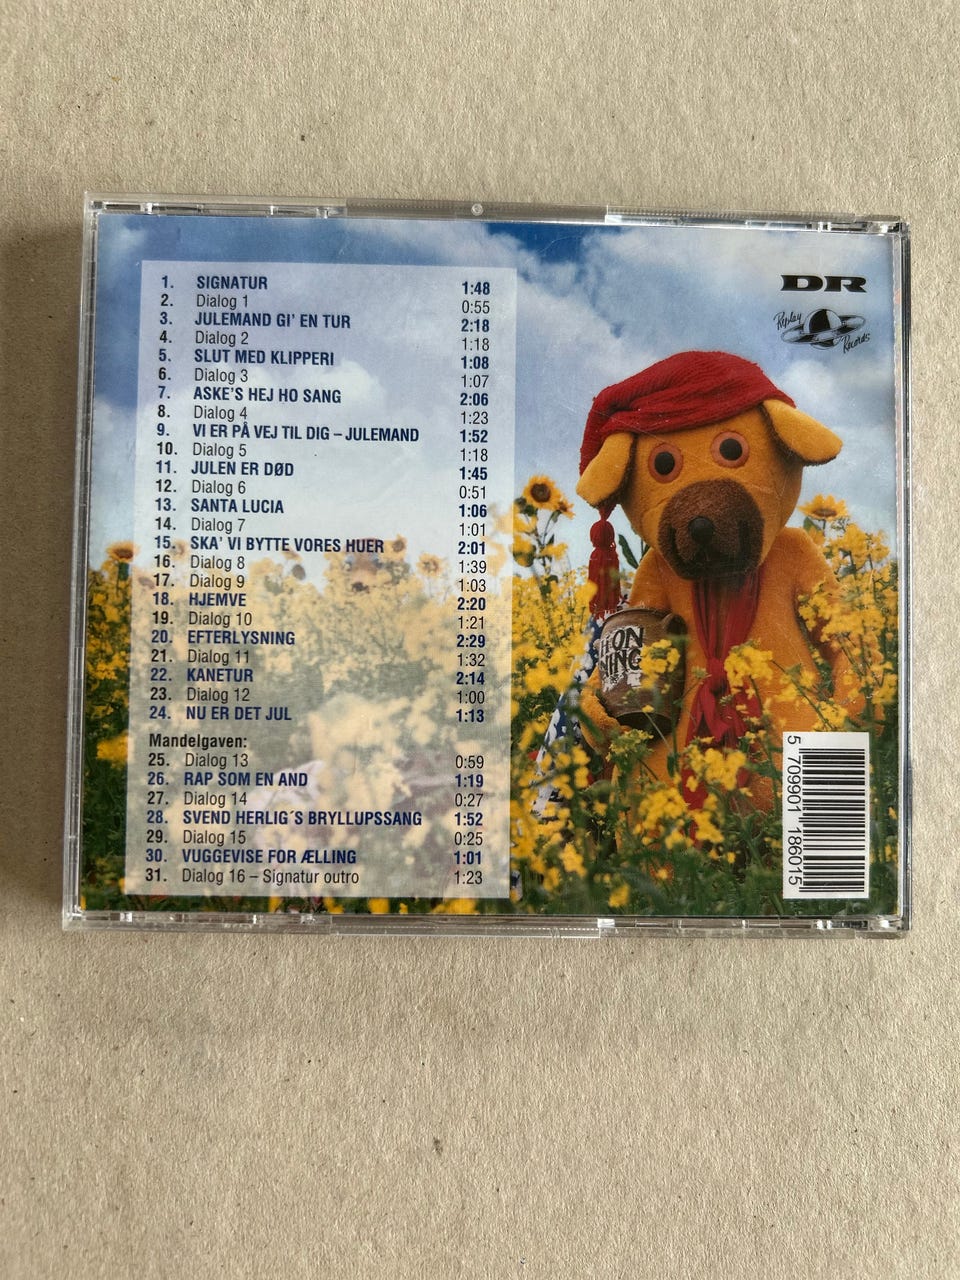 1. SIGNATUR 1:48
2. Dialog 1 0:55
3. JULEMAND GI' EN TUR 2:18
4. Dialog 2 1:18
5. SLUT MED KLIPPERI 1:08
6. Dialog 3 1:07
7. ASKE'S HEJ HO SANG 2:06
8. Dialog 4 1:23
9. VI ER PÅ VEJ TIL DIG – JULEMAND 1:52
10. Dialog 5 1:18
11. JULEN ER DØD 1:45
12. Dialog 6 0:51
13. SANTA LUCIA 1:06
14. Dialog 7 1:01
15. SKA' VI BYTTE VORES HUER 2:01
16. Dialog 8 1:39
17. Dialog 9 1:03
18. HJEMVE 2:20
19. Dialog 10 1:21
20. EFTERLYSNING 2:29
21. Dialog 11 1:32
22. KANETUR 2:14
23. Dialog 12 1:00
24. NU ER DET JUL 1:13
Mandelgaven:
25. Dialog 13 0:59
26. RAP SOM EN AND 1:19
27. Dialog 14 0:27
28. SVEND HERLIG´S BRYLLUPSSANG 1:52
29. Dialog 15 0:25
30. VUGGEVISE FOR ÆLLING 1:01
31. Dialog 16 – Signatur outro 1:23
DR
Replay
Records
HON
NING
5 709901 186015